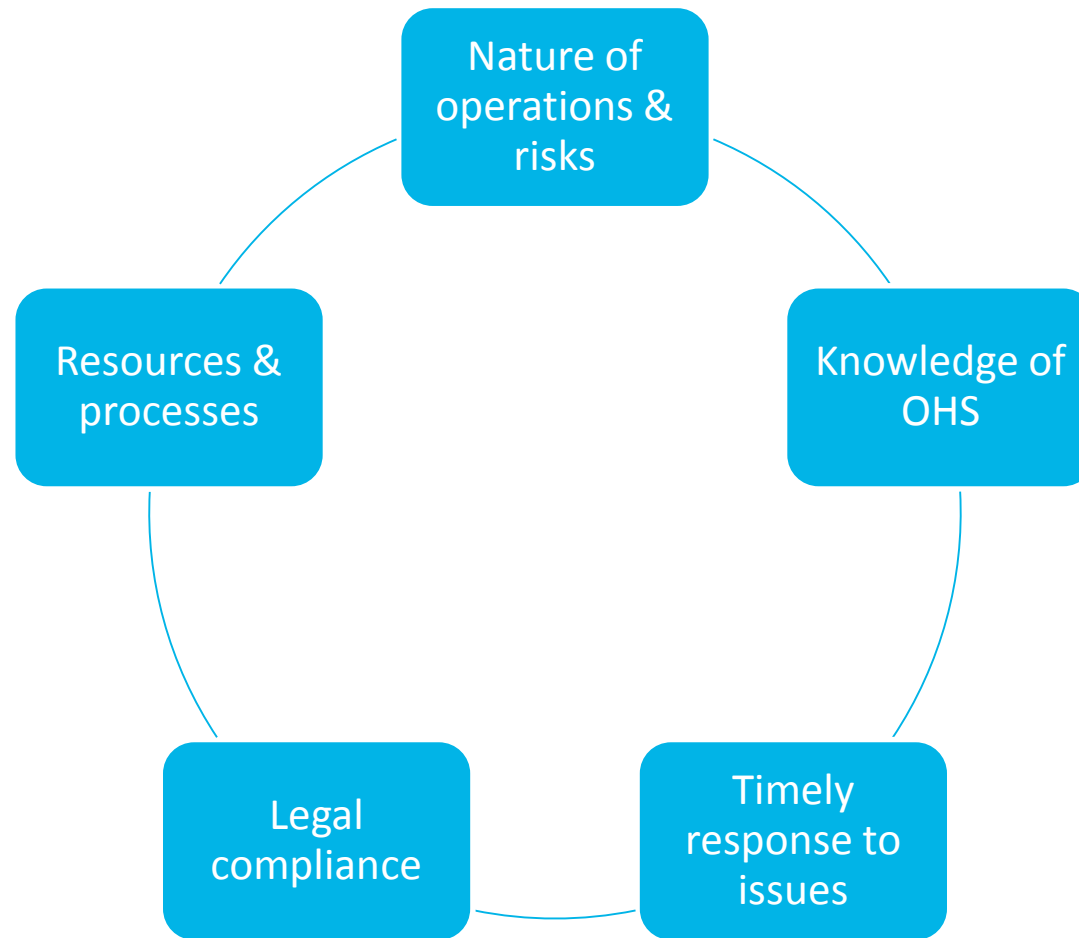 Nature of
operations &
risks
Knowledge of
OHS
Timely
response to
issues
Legal
compliance
Resources &
processes